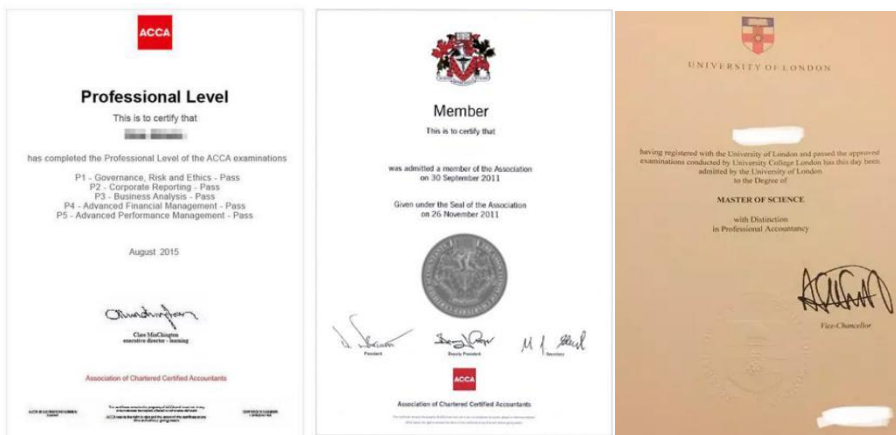 ACCA
Professional Level
This is to certify that
has completed the Professional Level of the ACCA examinations
P1 - Governance, Risk and Ethics - Pass
P2 - Corporate Reporting - Pass
P3 - Business Analysis - Pass
P4 - Advanced Financial Management - Pass
P5 - Advanced Performance Management - Pass
August 2015
executive director - learning
Association of Chartered Certified Accountants
Member
This is to certify that
was admitted a member of the Association
on 30 September 2011
Given under the Seal of the Association
on 26 November 2011
President
Deputy President
Secretary
ACCA
Association of Chartered Certified Accountants
UNIVERSITY OF LONDON
having registered with the University of London and passed the approved
examinations conducted by University College London has this day been
admitted by the University of London
to the Degree of
MASTER OF SCIENCE
with Distinction
in Professional Accountancy
Vice-Chancellor